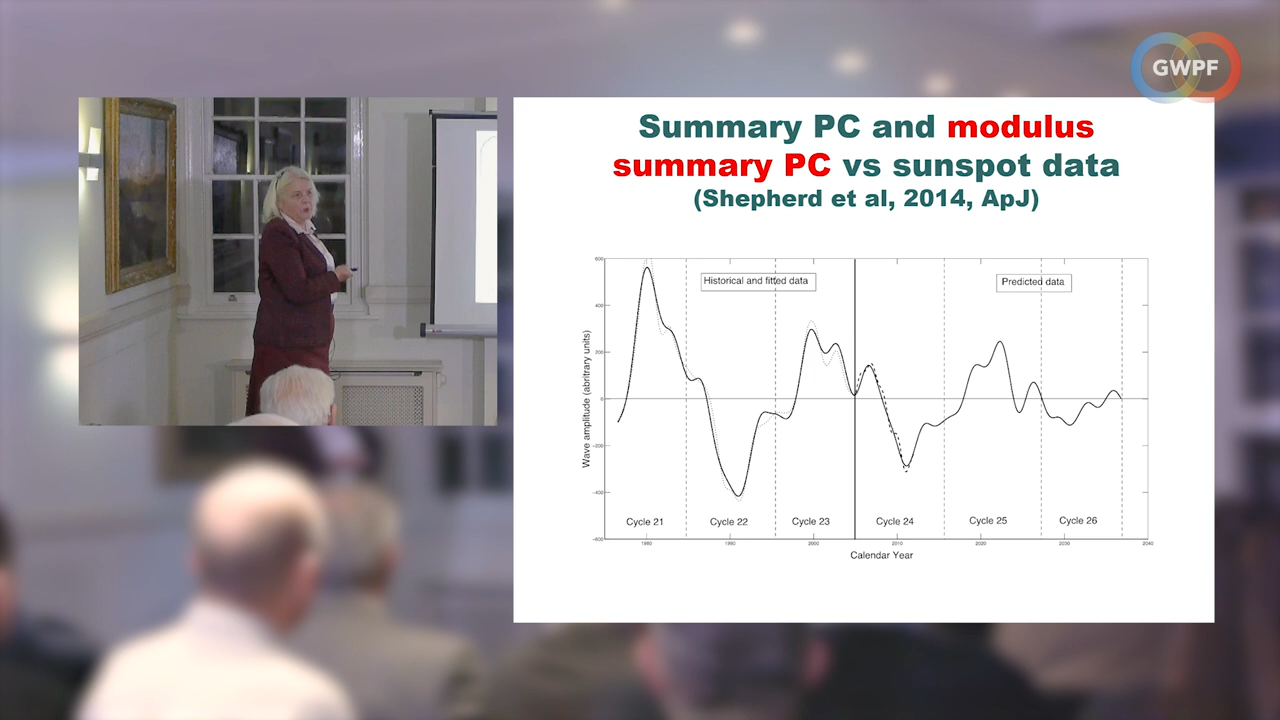 GWPF
Summary PC and modulus
summary PC vs sunspot data
(Shepherd et al, 2014, ApJ)
Historical and fitted data
Predicted data
Wave amplitude (abritrary units)
600
400
200
0
-200
-400
-600
Cycle 21
Cycle 22
Cycle 23
Cycle 24
Cycle 25
Cycle 26
1980
1990
2000
2010
2020
2030
2040
Calendar Year